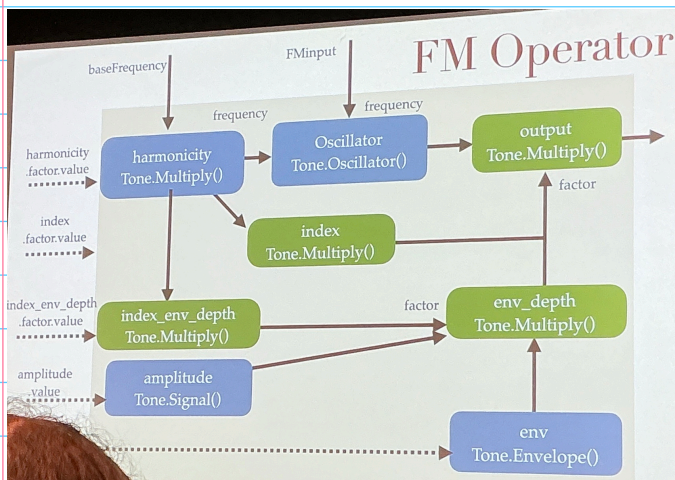 FM Operator
baseFrequency
FMinput
frequency
frequency
harmonicity
.factor.value
harmonicity
Tone.Multiply()
Oscillator
Tone.Oscillator()
output
Tone.Multiply()
factor
index
.factor.value
index
Tone.Multiply()
index_env_depth
.factor.value
index_env_depth
Tone.Multiply()
factor
env_depth
Tone.Multiply()
amplitude
.value
amplitude
Tone.Signal()
env
Tone.Envelope()